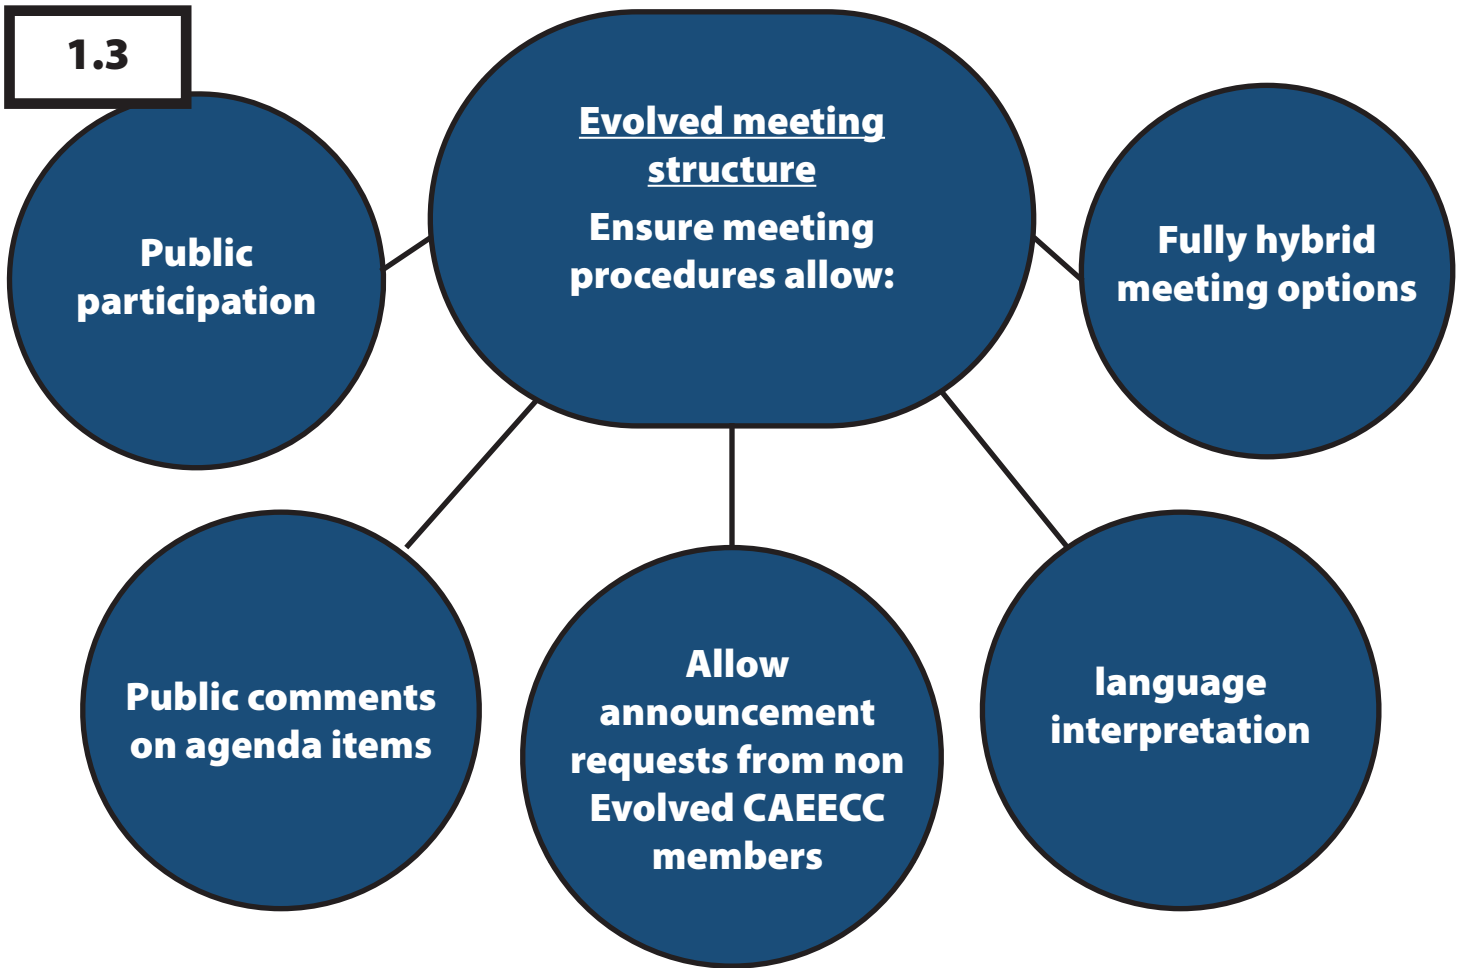 1.3
Evolved meeting
structure
Ensure meeting
procedures allow:
Public
participation
Fully hybrid
meeting options
Public comments
on agenda items
Allow
announcement
requests from non
Evolved CAEECC
members
language
interpretation